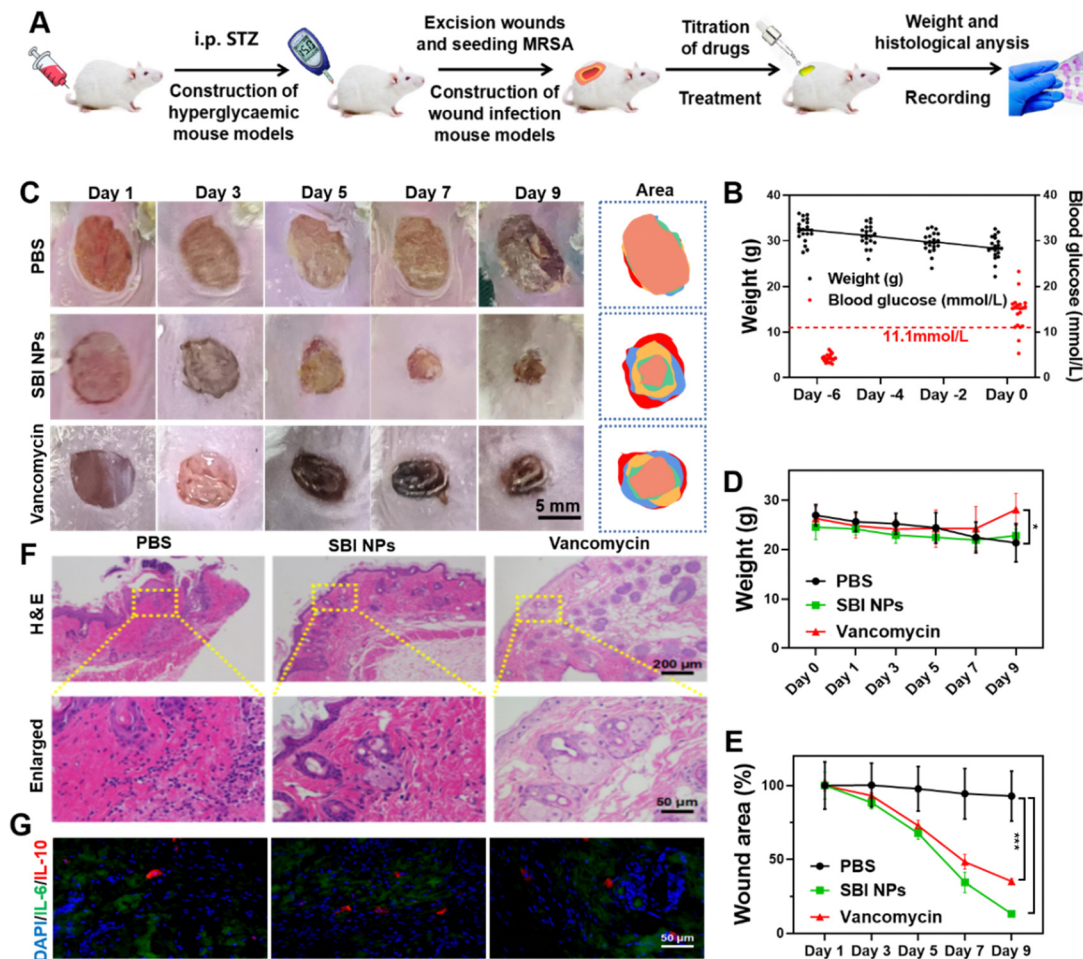 A
i.p. STZ
Construction of
hyperglycaemic
mouse models
Excision wounds
and seeding MRSA
Construction of
wound infection
mouse models
Titration
of drugs
Treatment
Weight and
histological anysis
Recording
C
Day 1 Day 3 Day 5 Day 7 Day 9 Area
PBS
SBI NPs
Vancomycin
5 mm
B
Weight (g)
40
30
20
10
0
Weight (g)
Blood glucose (mmol/L)
11.1mmol/L
40
30
20
10
0
Blood glucose (mmol/L)
Day -6 Day -4 Day -2 Day 0
D
Weight (g)
30
20
10
0
PBS
SBI NPs
Vancomycin
*
Day 0 Day 1 Day 3 Day 5 Day 7 Day 9
F
PBS SBI NPs Vancomycin
H&E
200 μm
Enlarged
50 μm
E
Wound area (%)
100
50
0
PBS
SBI NPs
Vancomycin
***
Day 1 Day 3 Day 5 Day 7 Day 9
G
DAPI/IL-6/IL-10
50 μm